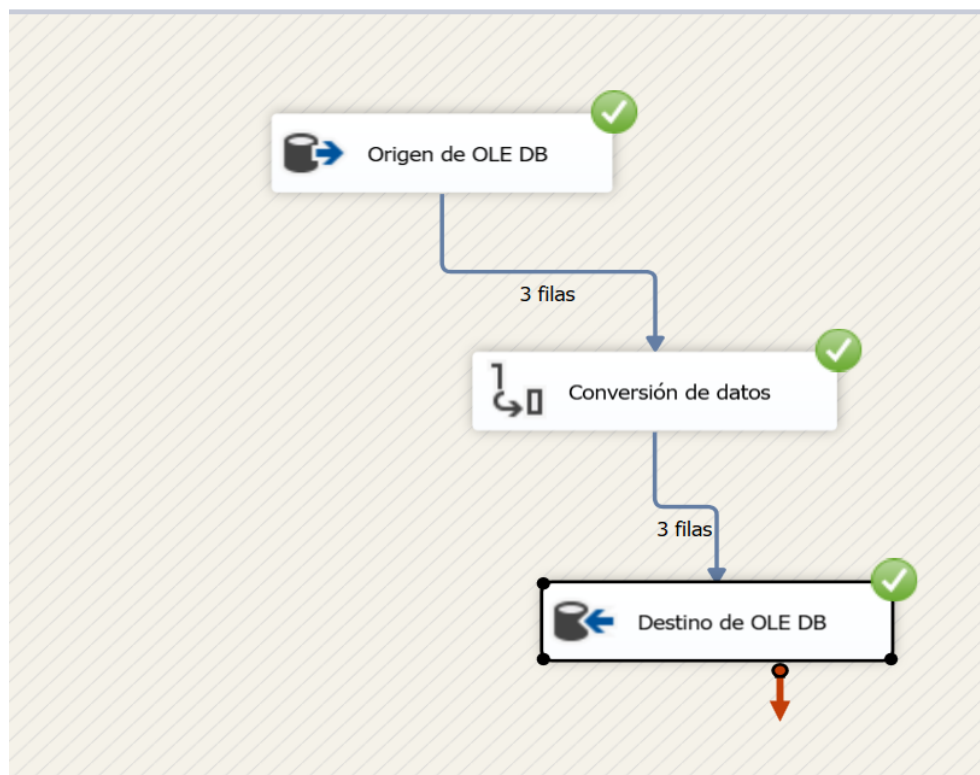 Origen de OLE DB
3 filas
Conversión de datos
3 filas
Destino de OLE DB